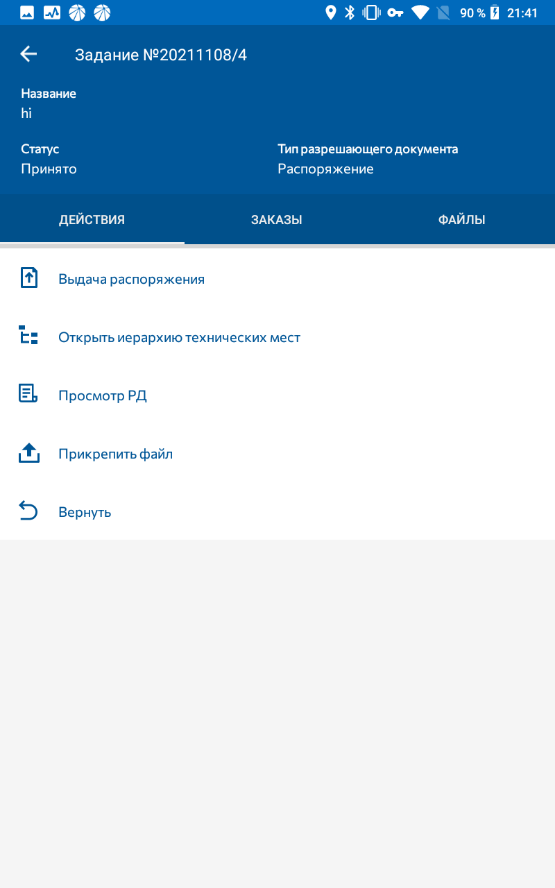 90 % 21:41
Задание №20211108/4
Название
hi
Статус
Принято
Тип разрешающего документа
Распоряжение
ДЕЙСТВИЯ
ЗАКАЗЫ
ФАЙЛЫ
Выдача распоряжения
Открыть иерархию технических мест
Просмотр РД
Прикрепить файл
Вернуть